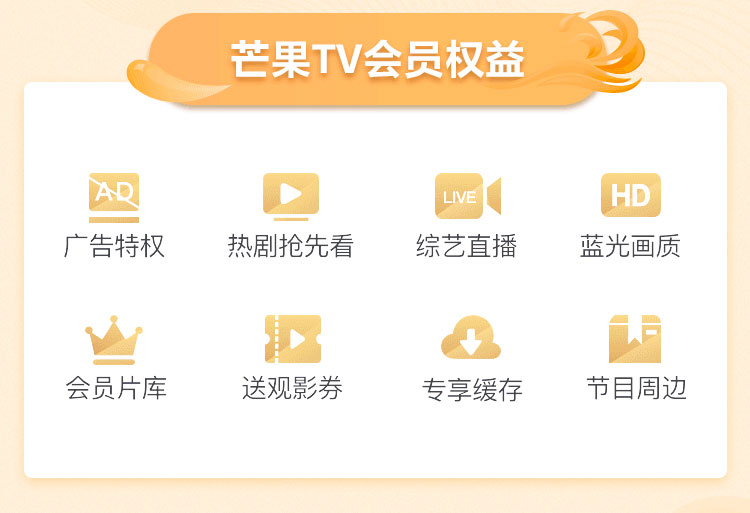 芒果TV会员权益
AD
LIVE
HD
广告特权
热剧抢先看
综艺直播
蓝光画质
会员片库
送观影券
专享缓存
节目周边